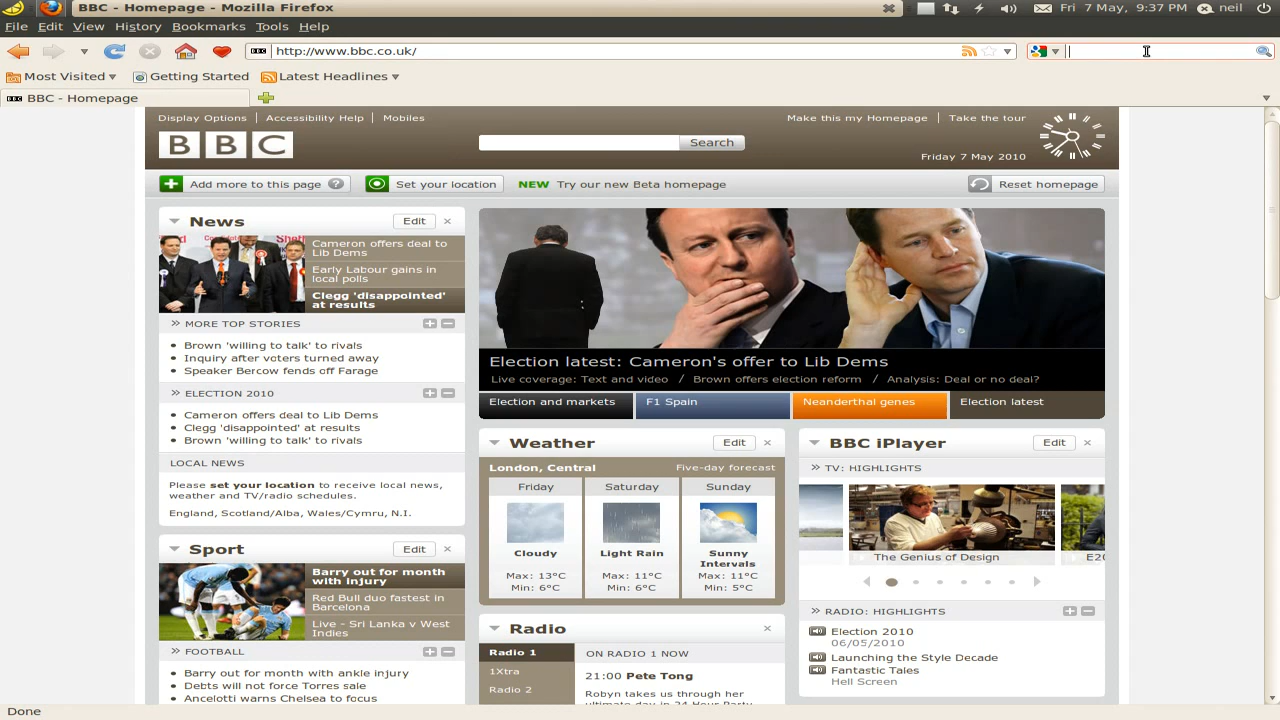 BBC - Homepage - Mozilla Firefox
Fri 7 May, 9:37 PM neil
File Edit View History Bookmarks Tools Help
BBC http://www.bbc.co.uk/
Most Visited Getting Started Latest Headlines
BBC BBC - Homepage
Display Options Accessibility Help Mobiles
Make this my Homepage Take the tour
BBC
Search
Friday 7 May 2010
Add more to this page ?
Set your location
NEW Try our new Beta homepage
Reset homepage
News Edit
Cameron offers deal to
Lib Dems
Early Labour gains in
local polls
Clegg 'disappointed'
at results
MORE TOP STORIES
Brown 'willing to talk' to rivals
Inquiry after voters turned away
Speaker Bercow fends off Farage
ELECTION 2010
Cameron offers deal to Lib Dems
Clegg 'disappointed' at results
Brown 'willing to talk' to rivals
LOCAL NEWS
Please set your location to receive local news,
weather and TV/radio schedules.
England, Scotland/Alba, Wales/Cymru, N.I.
Sport Edit
Barry out for month
with injury
Red Bull duo fastest in
Barcelona
Live - Sri Lanka v West
Indies
FOOTBALL
Barry out for month with ankle injury
Debts will not force Torres sale
Ancelotti warns Chelsea to focus
Election latest: Cameron's offer to Lib Dems
Live coverage: Text and video / Brown offers election reform / Analysis: Deal or no deal?
Election and markets
F1 Spain
Neanderthal genes
Election latest
Weather Edit
London, Central Five-day forecast
Friday Saturday Sunday
Cloudy Light Rain Sunny
Intervals
Max: 13°C Max: 11°C Max: 11°C
Min: 6°C Min: 6°C Min: 5°C
Radio
Radio 1
1Xtra
Radio 2
ON RADIO 1 NOW
21:00 Pete Tong
Robyn takes us through her
ultimate day in 24 Hour Party
BBC iPlayer Edit
TV: HIGHLIGHTS
The Genius of Design
E20
RADIO: HIGHLIGHTS
Election 2010
06/05/2010
Launching the Style Decade
Fantastic Tales
Hell Screen
Done